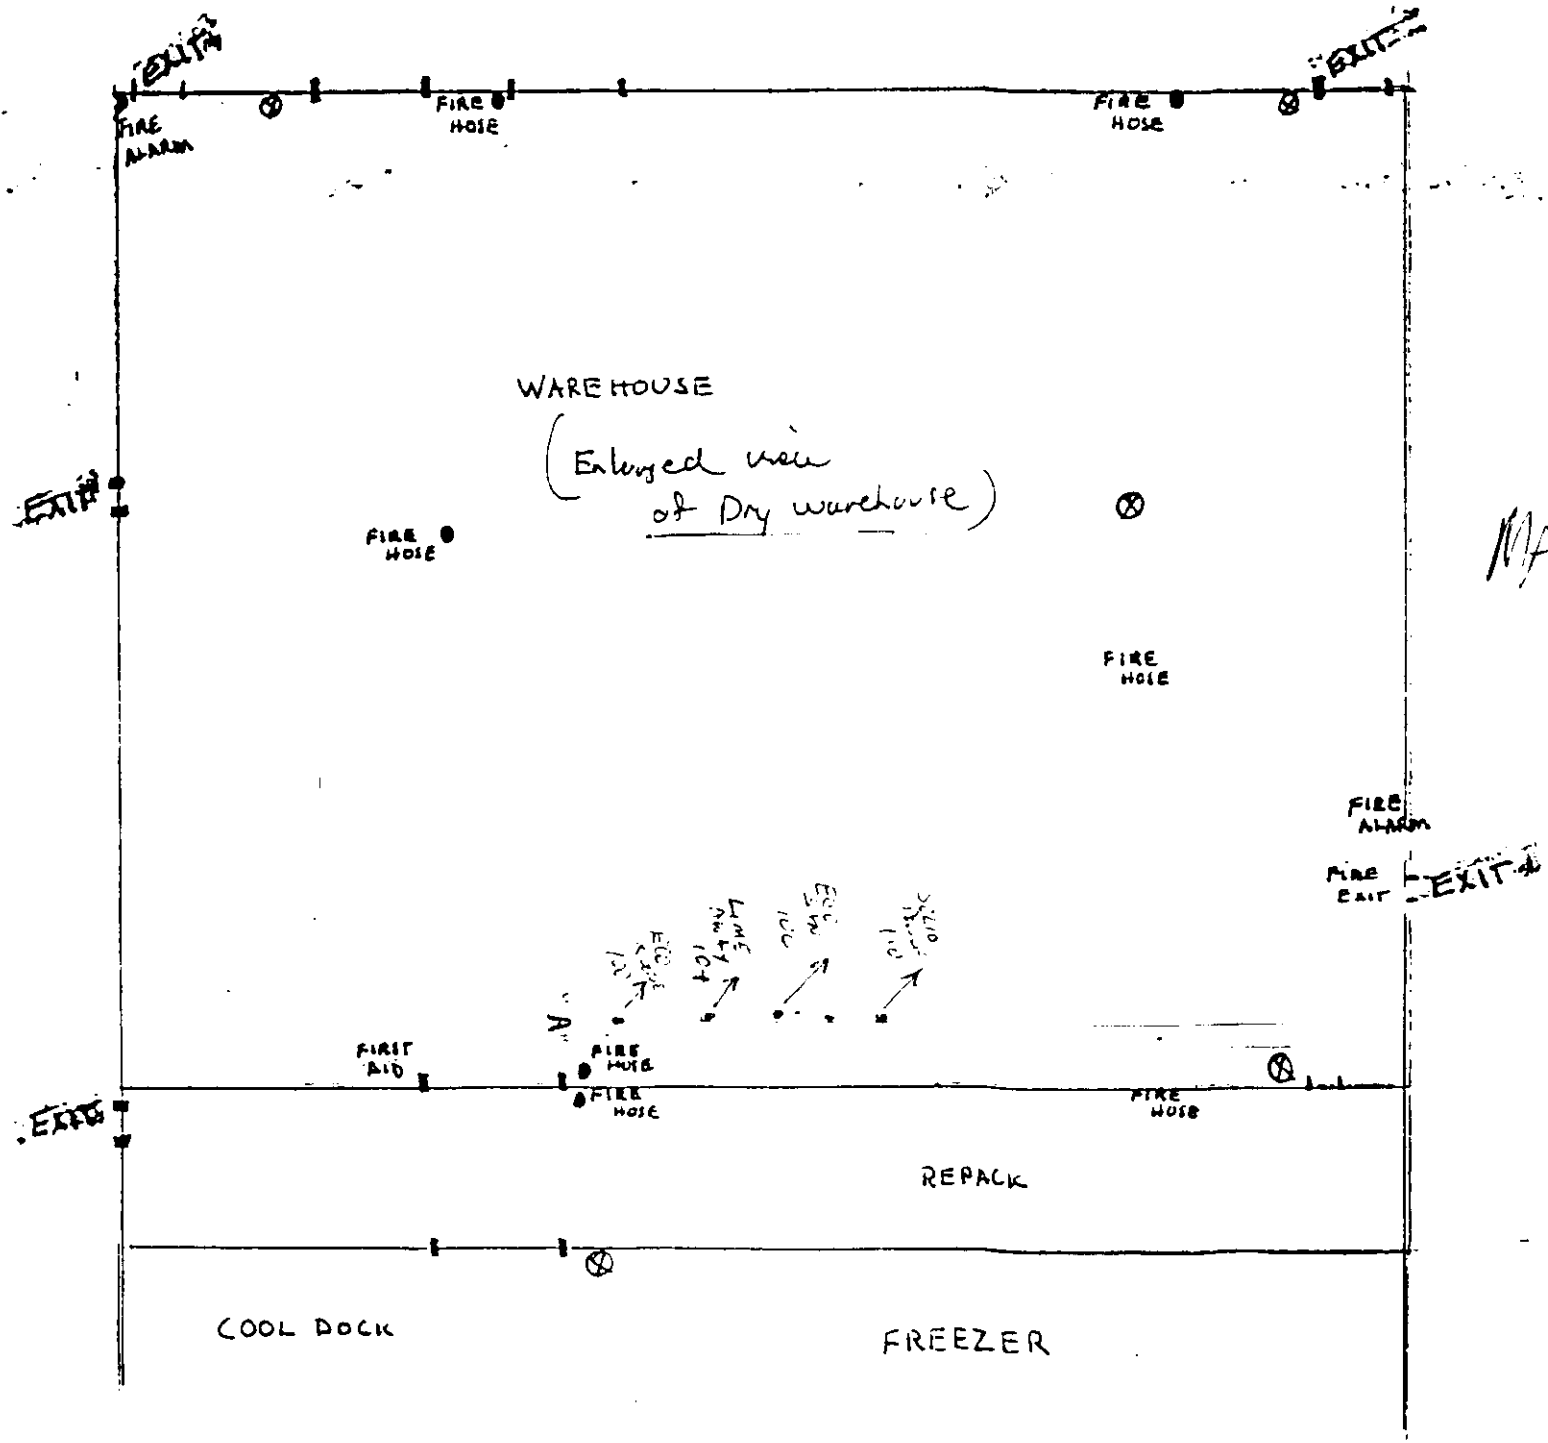 EXIT
EXIT
FIRE
HOSE
FIRE
HOSE
FIRE
ALARM
WAREHOUSE
(Enlarged view
of Dry warehouse)
EXIT
FIRE
HOSE
FIRE
HOSE
FIRE
ALARM
FIRE
EXIT
EXIT
"A"
FIRST
AID
FIRE
HOSE
FIRE
HOSE
FIRE
HOSE
EXIT
REPACK
COOL DOCK
FREEZER